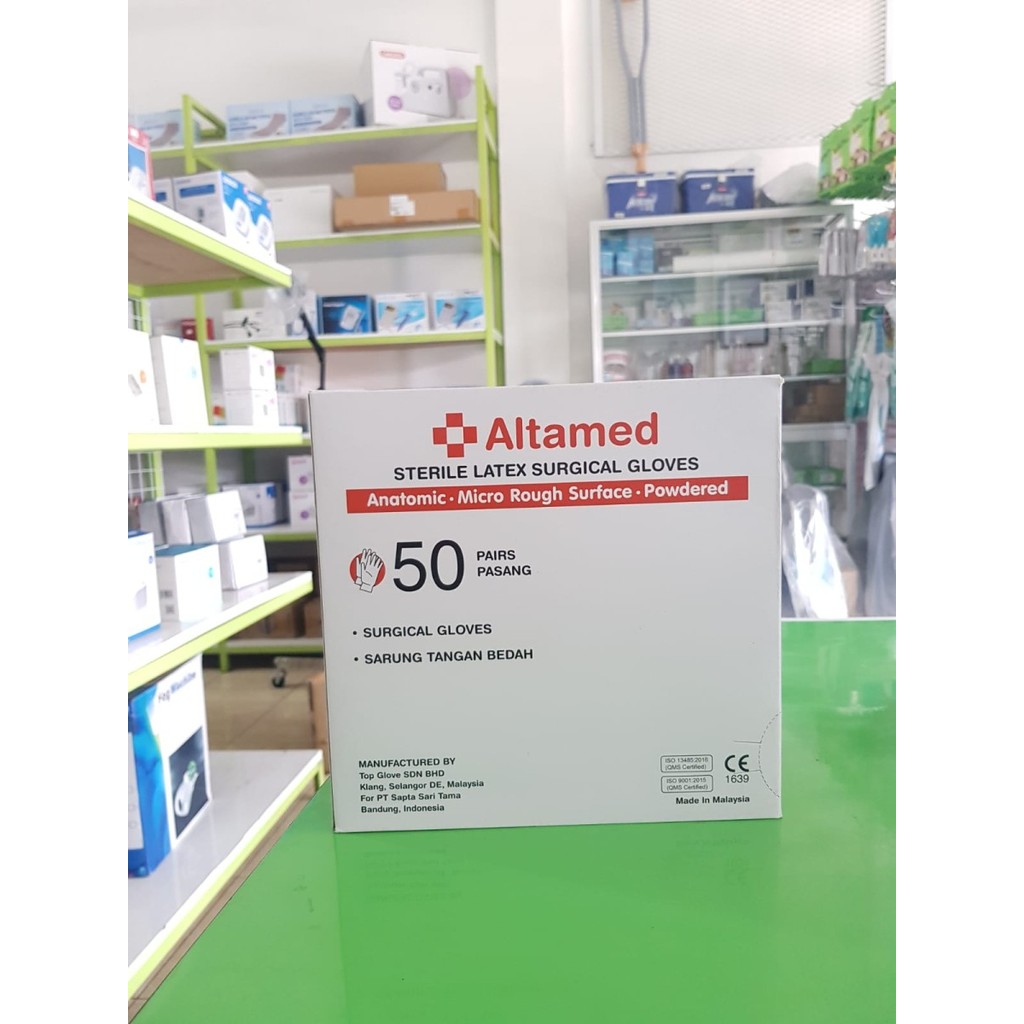 Altamed
STERILE LATEX SURGICAL GLOVES
Anatomic • Micro Rough Surface • Powdered
50 PAIRS
PASANG
• SURGICAL GLOVES
• SARUNG TANGAN BEDAH
MANUFACTURED BY
Top Glove SDN BHD
Klang, Selangor DE, Malaysia
For PT Sapta Sari Tama
Bandung, Indonesia
ISO 13485:2016
(QMS Certified)
ISO 9001:2015
(QMS Certified)
CE
1639
Made In Malaysia
Fog Machine